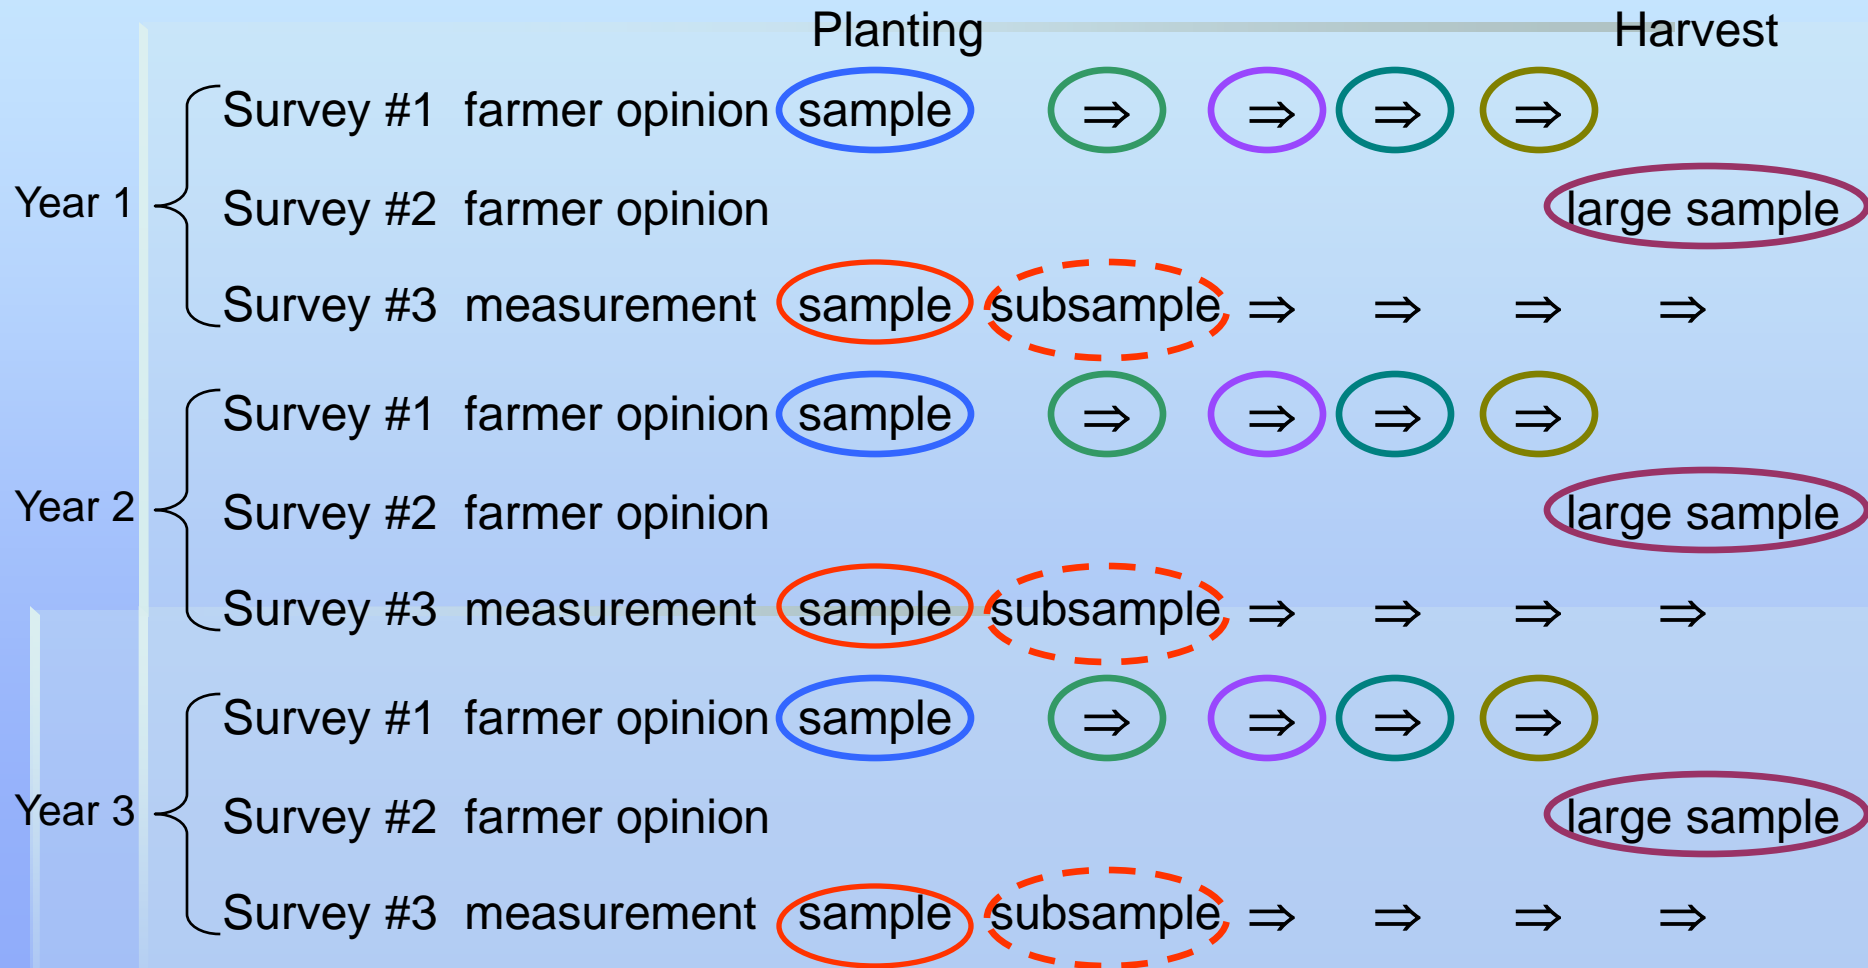 Planting Harvest
Survey #1 farmer opinion sample ⇒ ⇒ ⇒ ⇒
Year 1 Survey #2 farmer opinion large sample
Survey #3 measurement sample subsample ⇒ ⇒ ⇒ ⇒
Survey #1 farmer opinion sample ⇒ ⇒ ⇒ ⇒
Year 2 Survey #2 farmer opinion large sample
Survey #3 measurement sample subsample ⇒ ⇒ ⇒ ⇒
Survey #1 farmer opinion sample ⇒ ⇒ ⇒ ⇒
Year 3 Survey #2 farmer opinion large sample
Survey #3 measurement sample subsample ⇒ ⇒ ⇒ ⇒